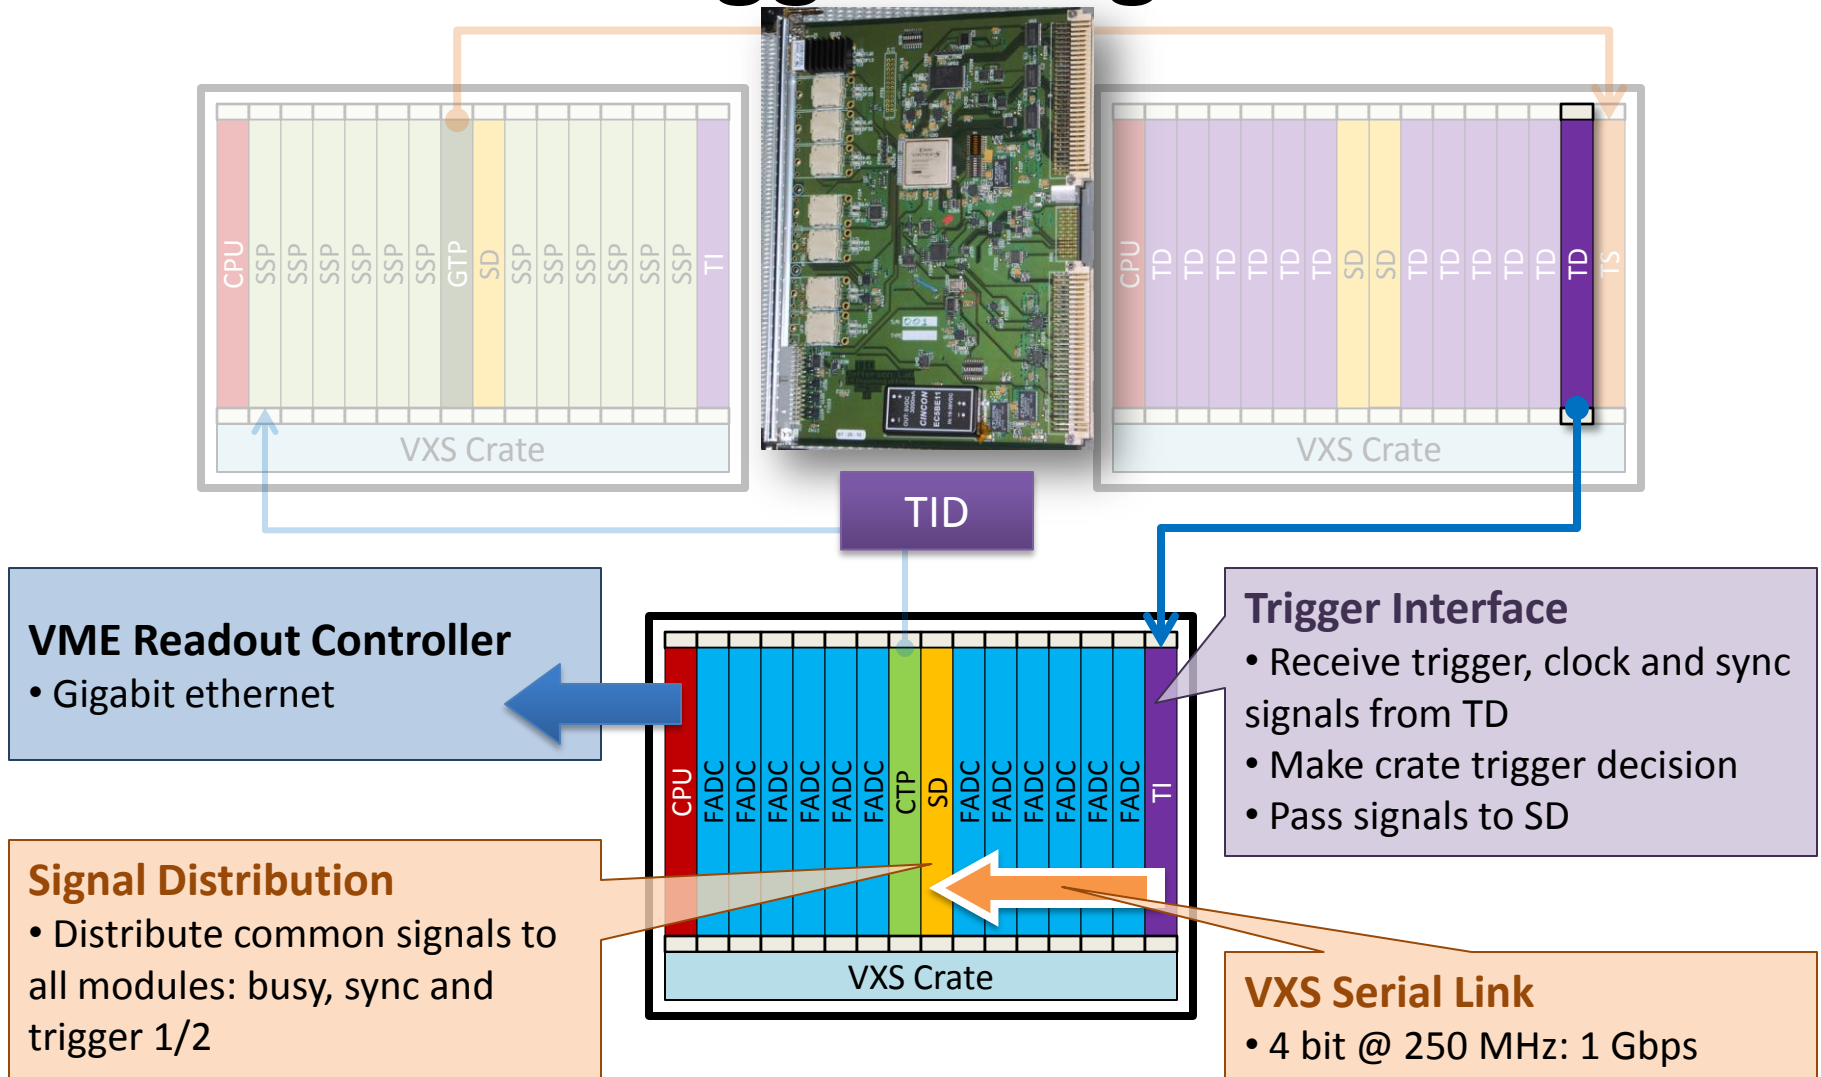 CPU
SSP
SSP
SSP
SSP
SSP
SSP
GTP
SD
SSP
SSP
SSP
SSP
SSP
SSP
TI
VXS Crate
CINCON
EC5BE11
001
TID
CPU
TD
TD
TD
TD
TD
TD
SD
SD
TD
TD
TD
TD
TD
TD
TS
VXS Crate
VME Readout Controller
• Gigabit ethernet
Signal Distribution
• Distribute common signals to
all modules: busy, sync and
trigger 1/2
CPU
FADC
FADC
FADC
FADC
FADC
FADC
CTP
SD
FADC
FADC
FADC
FADC
FADC
FADC
TI
VXS Crate
Trigger Interface
• Receive trigger, clock and sync
signals from TD
• Make crate trigger decision
• Pass signals to SD
VXS Serial Link
• 4 bit @ 250 MHz: 1 Gbps